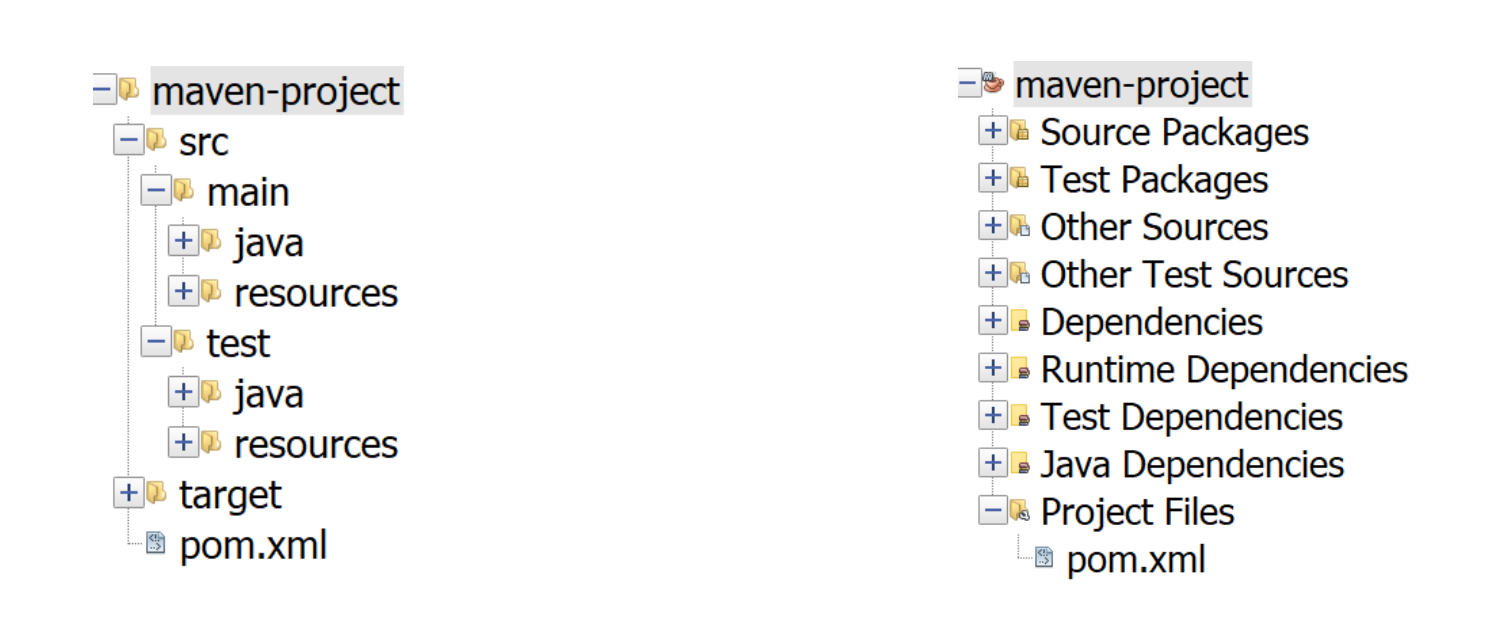 maven-project
src
main
java
resources
test
java
resources
target
pom.xml
maven-project
Source Packages
Test Packages
Other Sources
Other Test Sources
Dependencies
Runtime Dependencies
Test Dependencies
Java Dependencies
Project Files
pom.xml